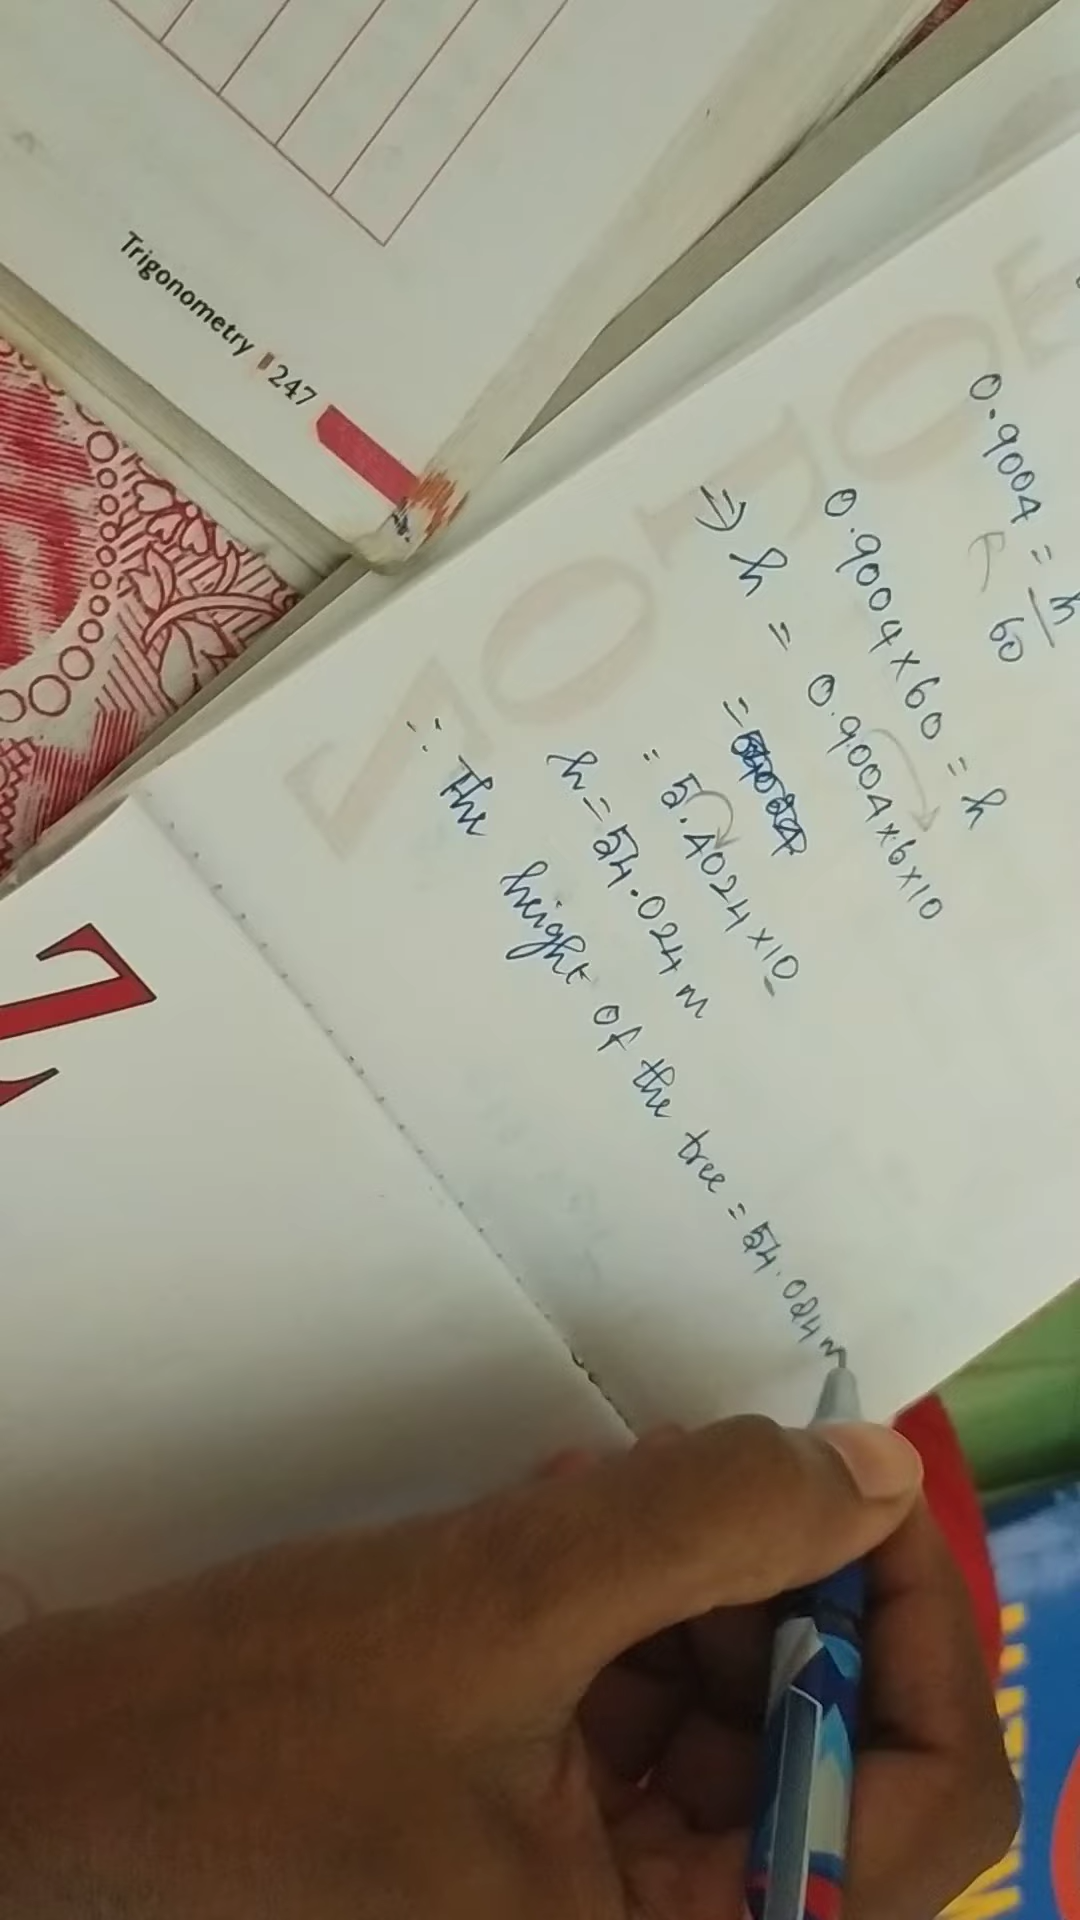 Trigonometry 247
0.9004 = h/60
0.9004 × 60 = h
⇒ h = 0.9004 × 6 × 10
=
= 5.4024 × 10
h = 54.024 m
∴ The height of the tree = 54.024 m